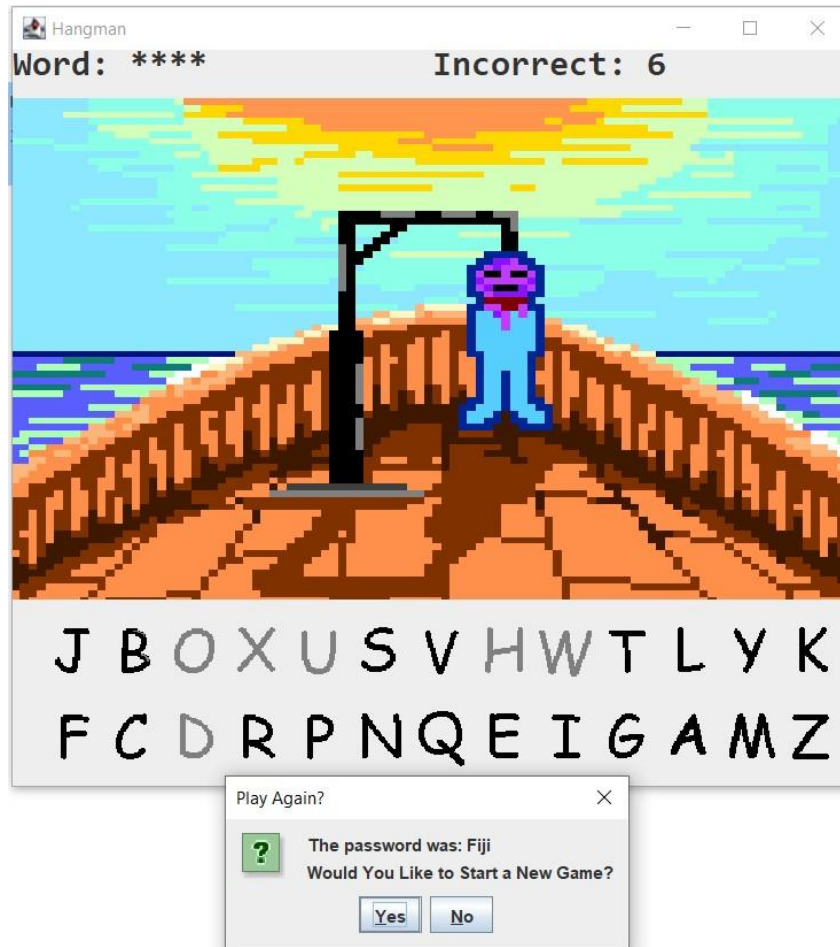 Hangman
Word: **** Incorrect: 6
J B O X U S V H W T L Y K
F C D R P N Q E I G A M Z
Play Again?
?
The password was: Fiji
Would You Like to Start a New Game?
Yes No